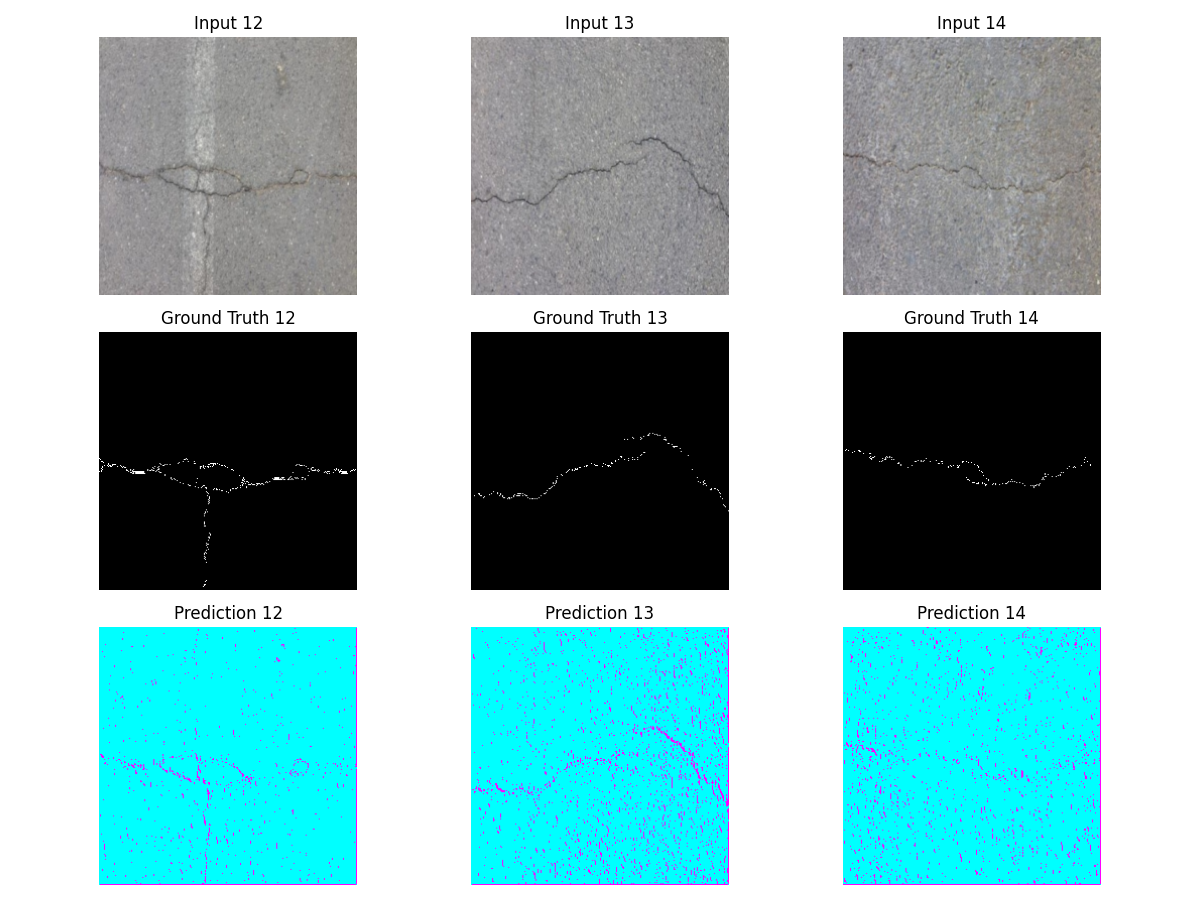 Input 12
Input 13
Input 14
Ground Truth 12
Ground Truth 13
Ground Truth 14
Prediction 12
Prediction 13
Prediction 14